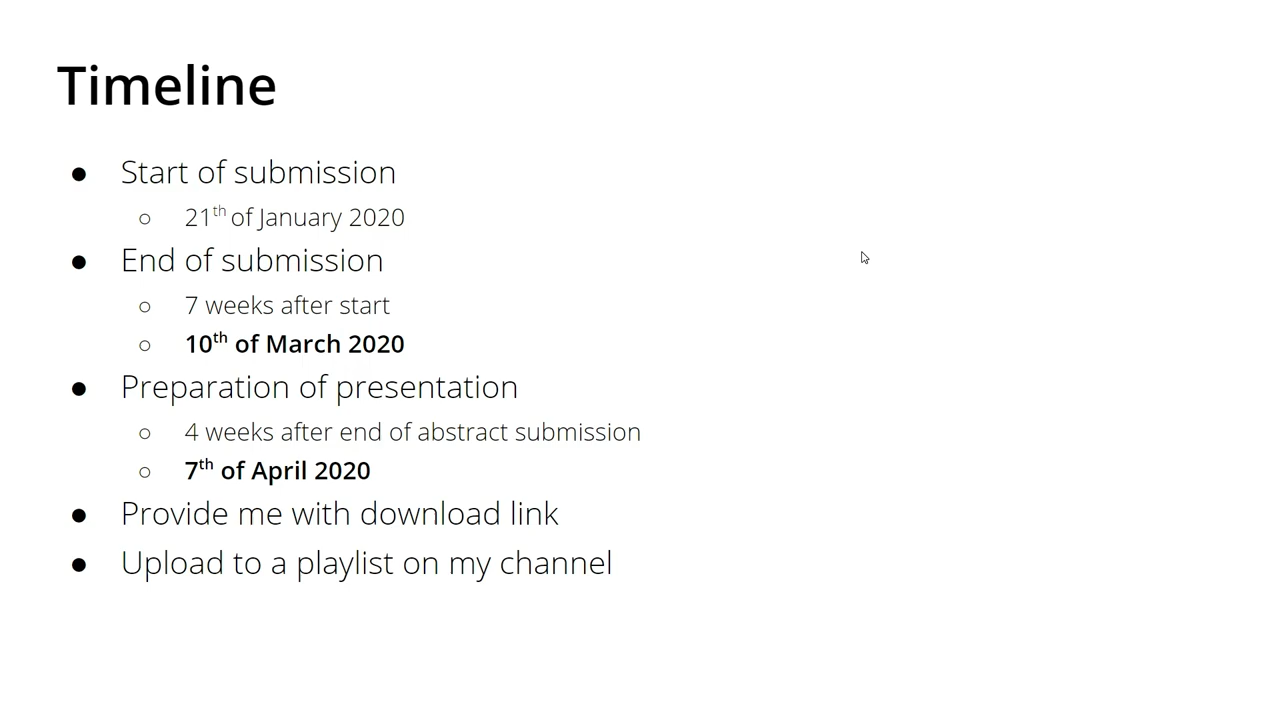 Timeline
● Start of submission
○ 21th of January 2020
● End of submission
○ 7 weeks after start
○ 10th of March 2020
● Preparation of presentation
○ 4 weeks after end of abstract submission
○ 7th of April 2020
● Provide me with download link
● Upload to a playlist on my channel